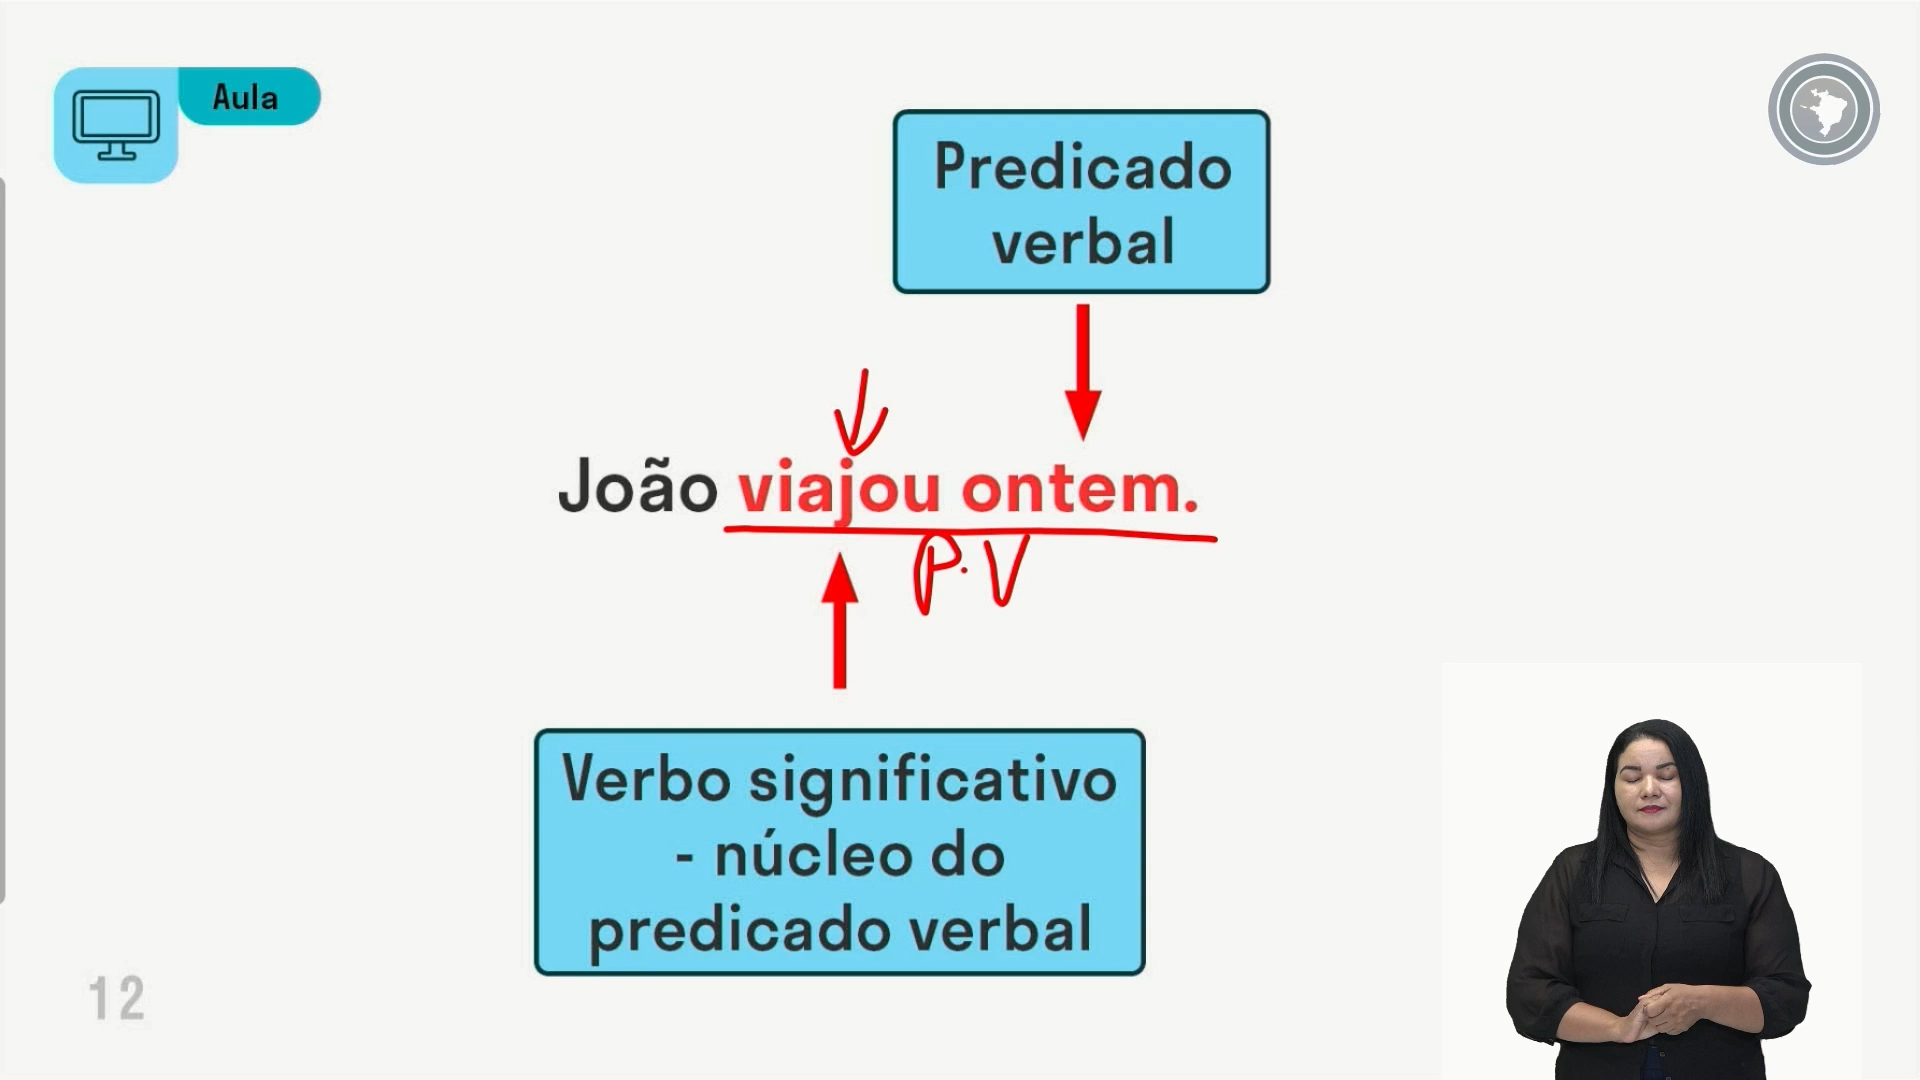 Aula
Predicado
verbal
João viajou ontem.
P.V
Verbo significativo
- núcleo do
predicado verbal
12